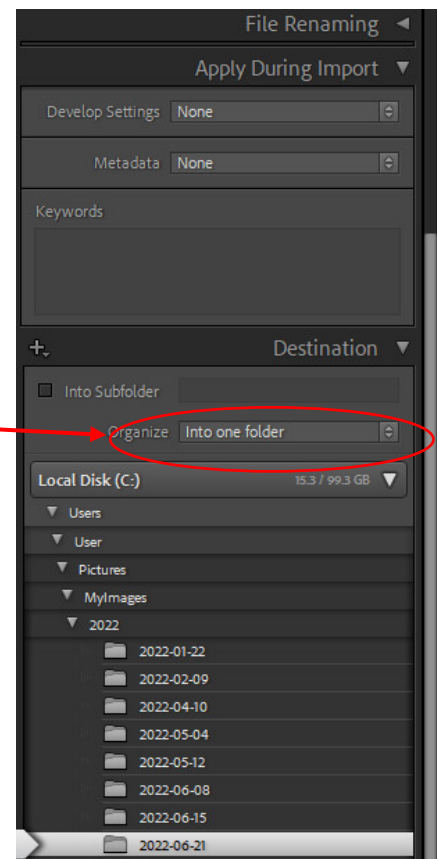 File Renaming
Apply During Import
Develop Settings None
Metadata None
Keywords
Destination
Into Subfolder
Organize Into one folder
Local Disk (C:) 15.3 / 99.3 GB
Users
User
Pictures
MyImages
2022
2022-01-22
2022-02-09
2022-04-10
2022-05-04
2022-05-12
2022-06-08
2022-06-15
2022-06-21